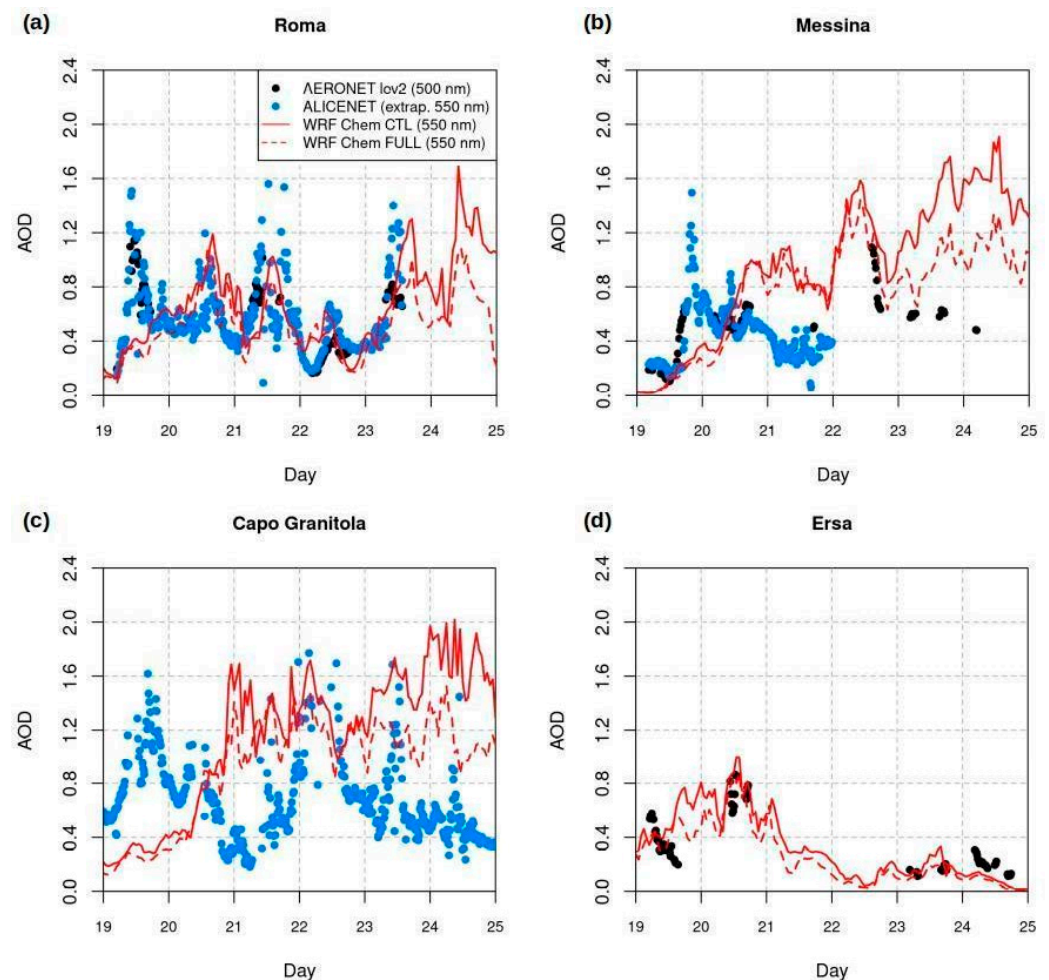 (a)
Roma
AERONET lov2 (500 nm)
ALICENET (extrap. 550 nm)
WRF Chem CTL (550 nm)
WRF Chem FULL (550 nm)
AOD
2.4
2.0
1.6
1.2
0.8
0.4
0.0
19 20 21 22 23 24 25
Day
(b)
Messina
AOD
2.4
2.0
1.6
1.2
0.8
0.4
0.0
19 20 21 22 23 24 25
Day
(c)
Capo Granitola
AOD
2.4
2.0
1.6
1.2
0.8
0.4
0.0
19 20 21 22 23 24 25
Day
(d)
Ersa
AOD
2.4
2.0
1.6
1.2
0.8
0.4
0.0
19 20 21 22 23 24 25
Day